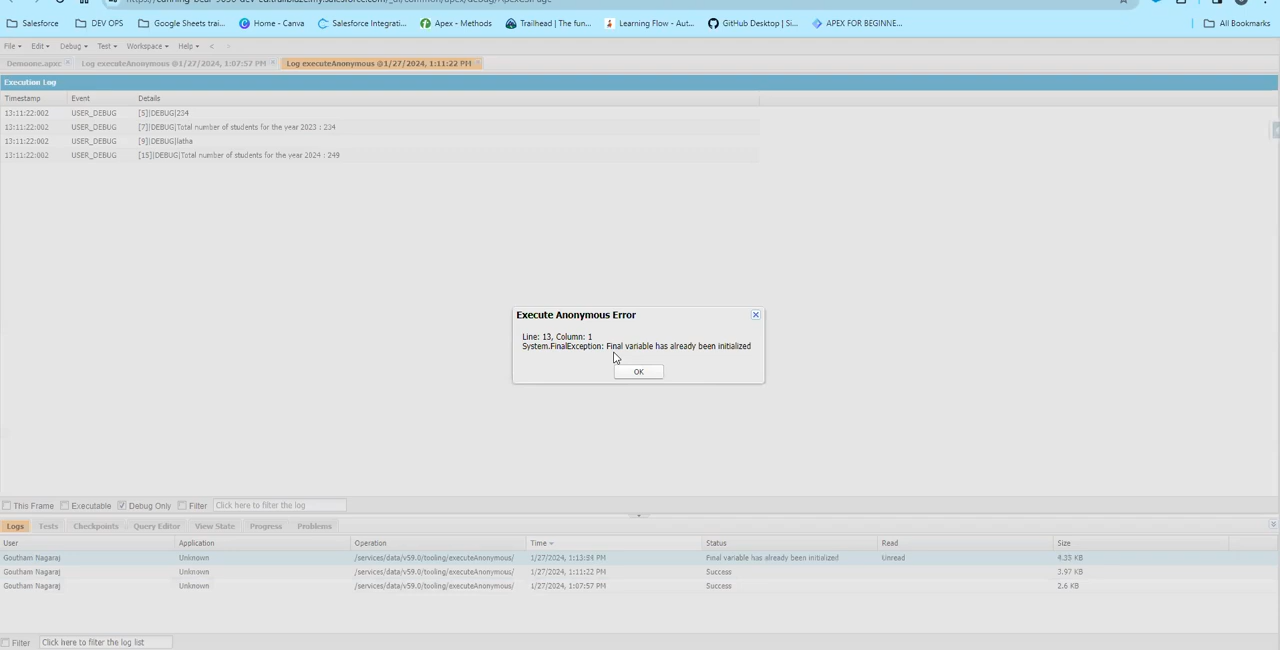 Salesforce DEV OPS Google Sheets trai... Home - Canva Salesforce Integrati... Apex - Methods Trailhead | The fun... Learning Flow - Aut... GitHub Desktop | Si... APEX FOR BEGINNE... All Bookmarks
File Edit Debug Test Workspace Help < >
Demoone.apxc Log executeAnonymous @1/27/2024, 1:07:57 PM Log executeAnonymous @1/27/2024, 1:11:22 PM
Execution Log
Timestamp Event Details
13:11:22:002 USER_DEBUG [5]|DEBUG|234
13:11:22:002 USER_DEBUG [7]|DEBUG|Total number of students for the year 2023 : 234
13:11:22:002 USER_DEBUG [9]|DEBUG|latha
13:11:22:002 USER_DEBUG [15]|DEBUG|Total number of students for the year 2024 : 249
Execute Anonymous Error
Line: 13, Column: 1
System.FinalException: Final variable has already been initialized
OK
This Frame Executable Debug Only Filter Click here to filter the log
Logs Tests Checkpoints Query Editor View State Progress Problems
User Application Operation Time Status Read Size
Goutham Nagaraj Unknown /services/data/v59.0/tooling/executeAnonymous/ 1/27/2024, 1:13:34 PM Final variable has already been initialized Unread 4.35 KB
Goutham Nagaraj Unknown /services/data/v59.0/tooling/executeAnonymous/ 1/27/2024, 1:11:22 PM Success 3.97 KB
Goutham Nagaraj Unknown /services/data/v59.0/tooling/executeAnonymous/ 1/27/2024, 1:07:57 PM Success 2.6 KB
Filter Click here to filter the log list